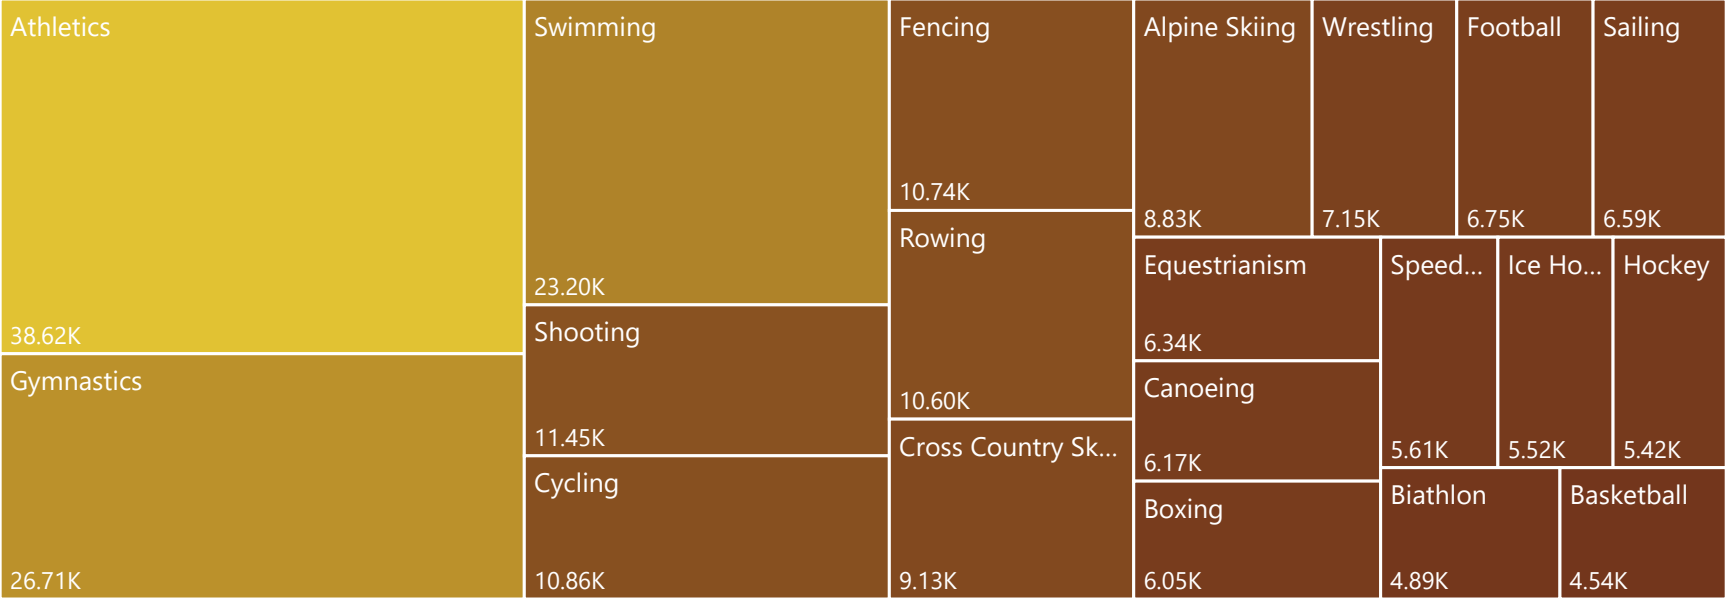 Athletics
38.62K
Gymnastics
26.71K
Swimming
23.20K
Shooting
11.45K
Cycling
10.86K
Fencing
10.74K
Rowing
10.60K
Cross Country Sk...
9.13K
Alpine Skiing
8.83K
Wrestling
7.15K
Football
6.75K
Sailing
6.59K
Equestrianism
6.34K
Canoeing
6.17K
Boxing
6.05K
Speed...
5.61K
Ice Ho...
5.52K
Hockey
5.42K
Biathlon
4.89K
Basketball
4.54K